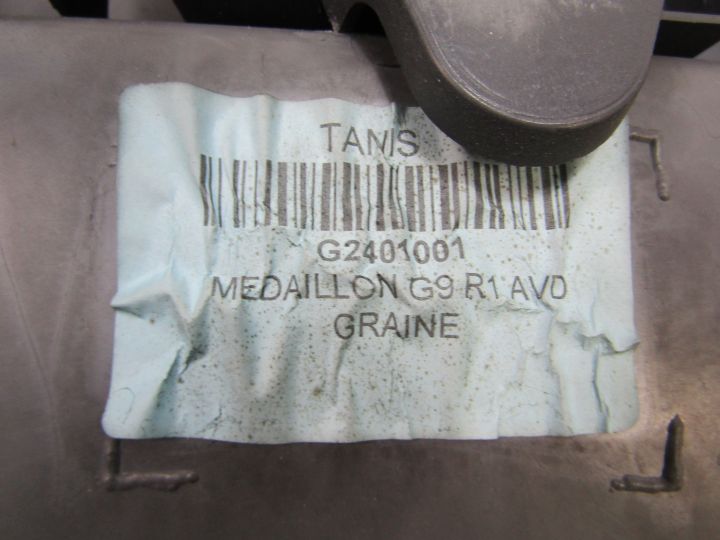 TANIS
G2401001
MEDAILLON G9 R1 AVD
GRAINE